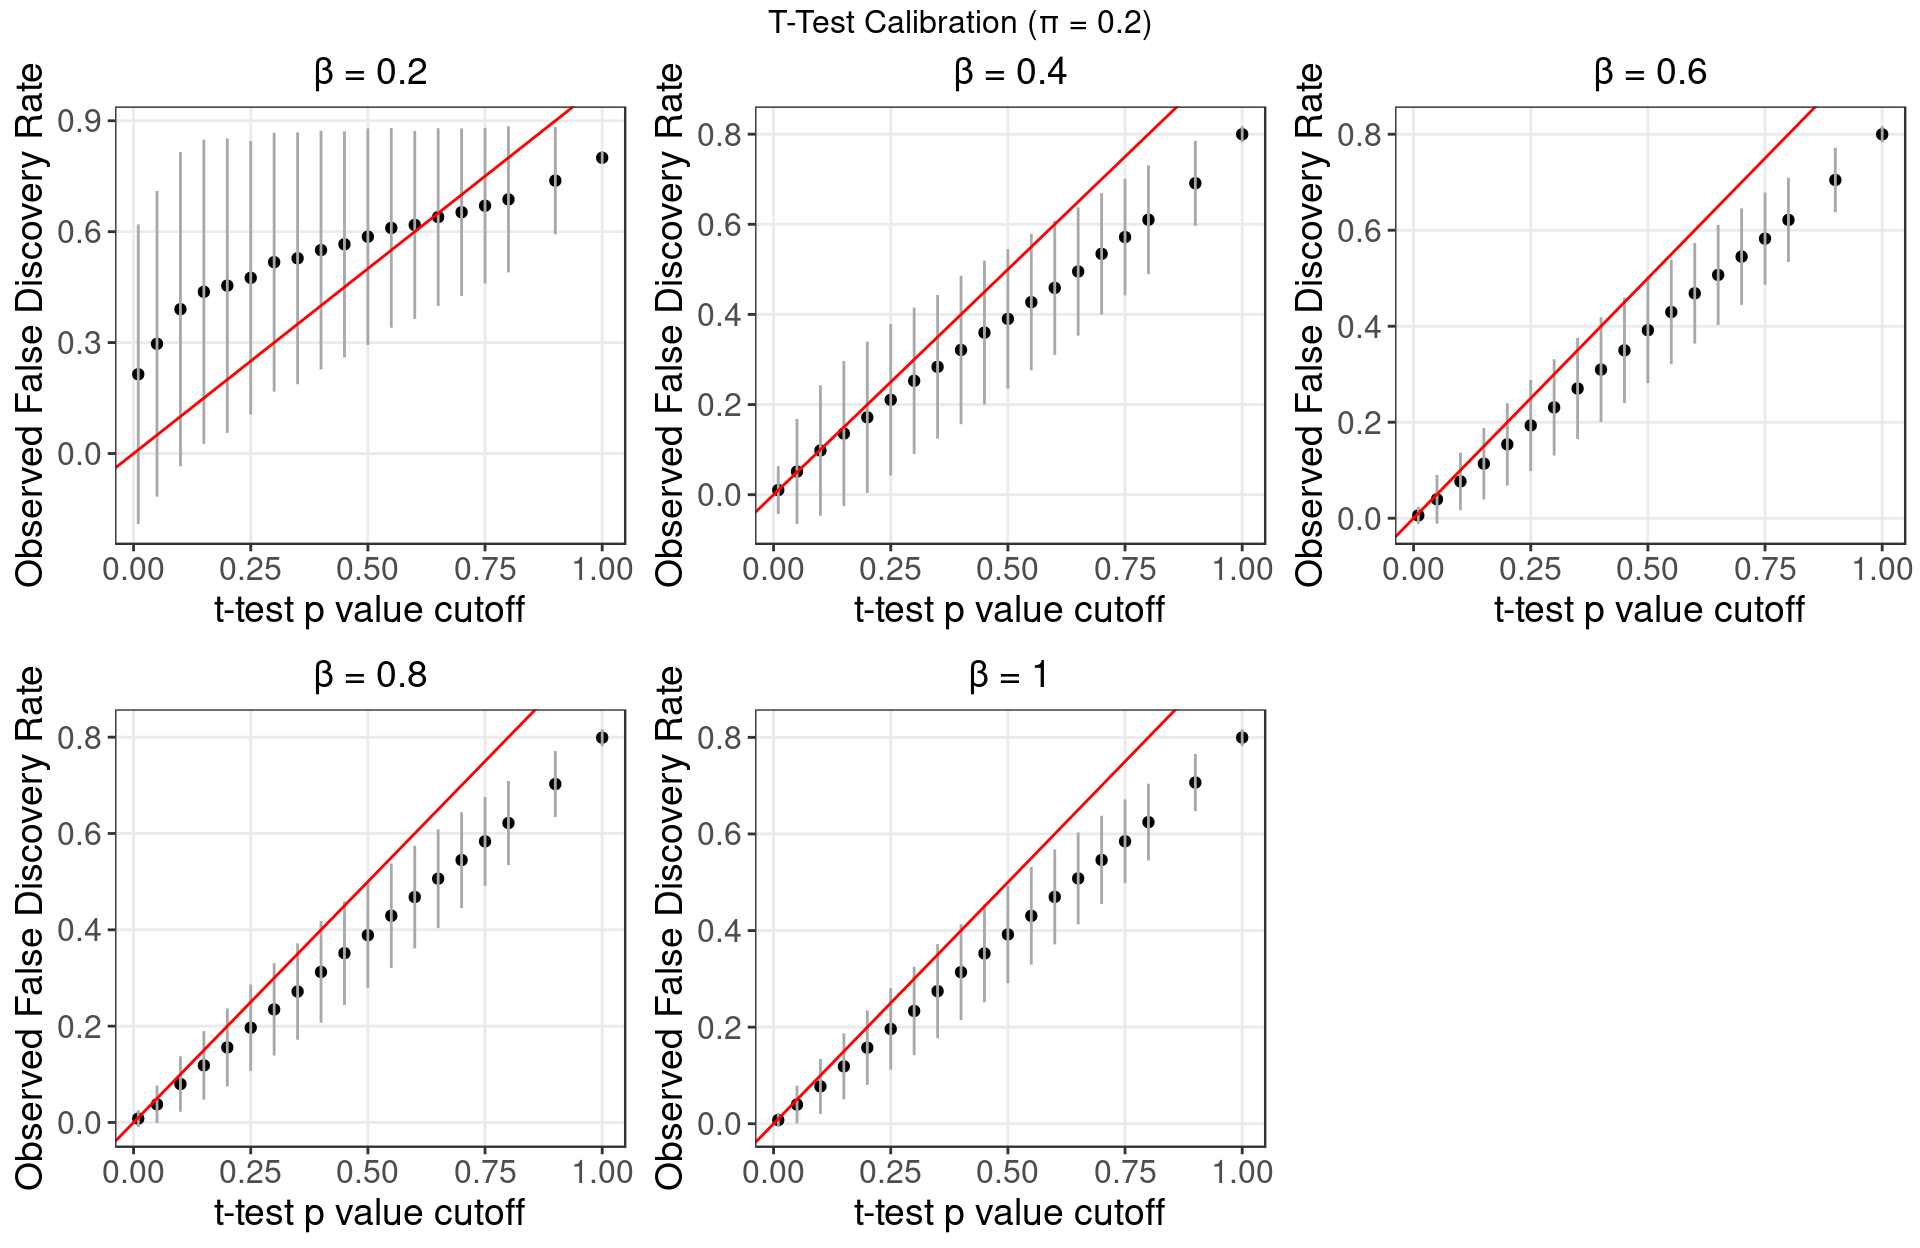 T-Test Calibration (π = 0.2)
β = 0.2
Observed False Discovery Rate
0.9
0.6
0.3
0.0
0.00 0.25 0.50 0.75 1.00
t-test p value cutoff
β = 0.4
Observed False Discovery Rate
0.8
0.6
0.4
0.2
0.0
0.00 0.25 0.50 0.75 1.00
t-test p value cutoff
β = 0.6
Observed False Discovery Rate
0.8
0.6
0.4
0.2
0.0
0.00 0.25 0.50 0.75 1.00
t-test p value cutoff
β = 0.8
Observed False Discovery Rate
0.8
0.6
0.4
0.2
0.0
0.00 0.25 0.50 0.75 1.00
t-test p value cutoff
β = 1
Observed False Discovery Rate
0.8
0.6
0.4
0.2
0.0
0.00 0.25 0.50 0.75 1.00
t-test p value cutoff